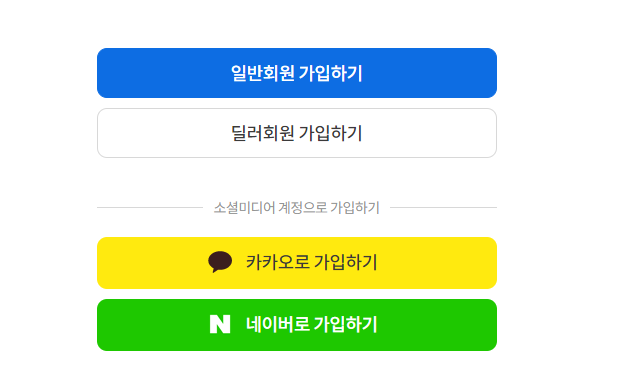 일반회원 가입하기
딜러회원 가입하기
소셜미디어 계정으로 가입하기
카카오로 가입하기
네이버로 가입하기